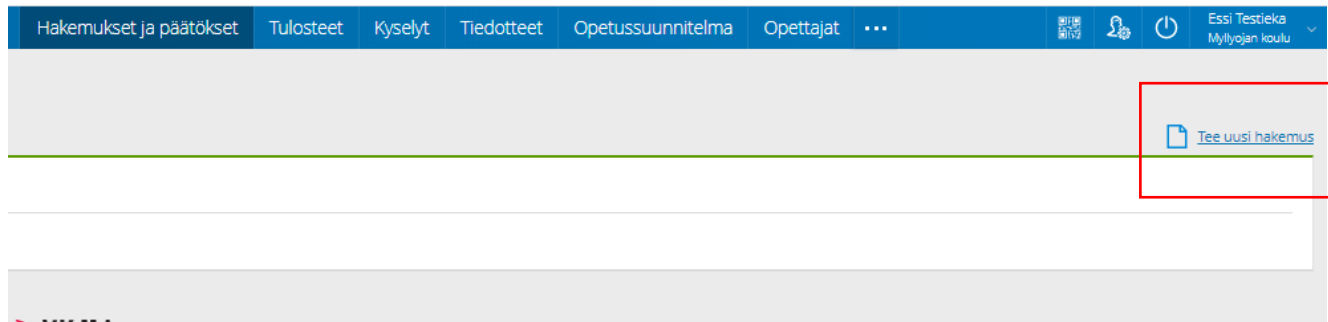 Hakemukset ja päätökset Tulosteet Kyselyt Tiedotteet Opetussuunnitelma Opettajat ••• Essi Testieka
Myllyojan koulu
Tee uusi hakemus